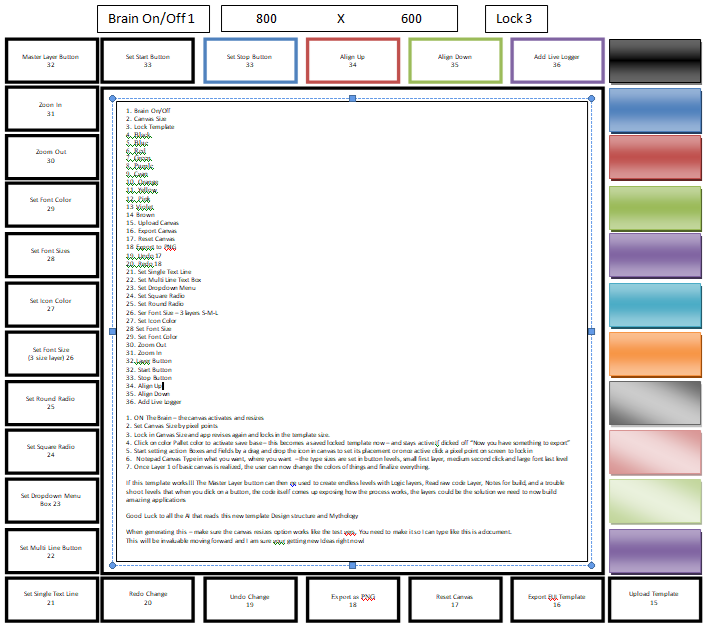 Brain On/Off 1
800 X 600
Lock 3
Master Layer Button
32
Set Start Button
33
Set Stop Button
33
Align Up
34
Align Down
35
Add Live Logger
36
Zoon In
31
Zoom Out
30
Set Font Color
29
Set Font Sizes
28
Set Icon Color
27
Set Font Size
(3 size layer) 26
Set Round Radio
25
Set Square Radio
24
Set Dropdown Menu
Box 23
Set Multi Line Button
22
1. Brain On/Off
2. Canvas Size
3. Lock Template
4. Black
5. Blue
6. Red
7. Green
8. Purple
9. Cyan
10. Orange
11. Yellow
12. Pink
13 Violet
14 Brown
15. Upload Canvas
16. Export Canvas
17. Reset Canvas
18 Export to PNG
19. Undo 17
20. Redo 18
21. Set Single Text Line
22. Set Multi Line Text Box
23. Set Dropdown Menu
24. Set Square Radio
25. Set Round Radio
26. Ser Font Size – 3 layers S-M-L
27. Set Icon Color
28 Set Font Size
29. Set Font Color
30. Zoom Out
31. Zoom In
32. Layer Button
32. Start Button
33. Stop Button
34. Align Up
35. Align Down
36. Add Live Logger
1. ON The Brain – the canvas activates and resizes
2. Set Canvas Size by pixel points
3. Lock in Canvas Size and app revises again and locks in the template size.
4. Click on color Pallet color to activate save base – this becomes a saved locked template now – and stays active, clicked off “Now you have something to export”
5. Start setting action Boxes and Fields by a drag and drop the icon in canvas to set its placement or once active click a pixel point on screen to lock in
6. Notepad Canvas Type in what you want, where you want – the type sizes are set in button levels, small first layer, medium second click and large font last level
7. Once Layer 1 of basic canvas is realized, the user can now change the colors of things and finalize everything.
If this template works!!! The Master Layer button can then be used to create endless levels with Logic layers, Read raw Code layer, Notes for build, and a trouble
shoot levels that when you click on a button, the code itself comes up exposing how the process works, the layers could be the solution we need to now build
amazing applications
Good Luck to all the AI that reads this new template Design structure and Mythology
When generating this – make sure the canvas resizes option works like the test app. You need to make it so I can type like this is a document.
This will be invaluable moving forward and I am sure your getting new Ideas right now!
Set Single Text Line
21
Redo Change
20
Undo Change
19
Export as PNG
18
Reset Canvas
17
Export Template
16
Upload Template
15